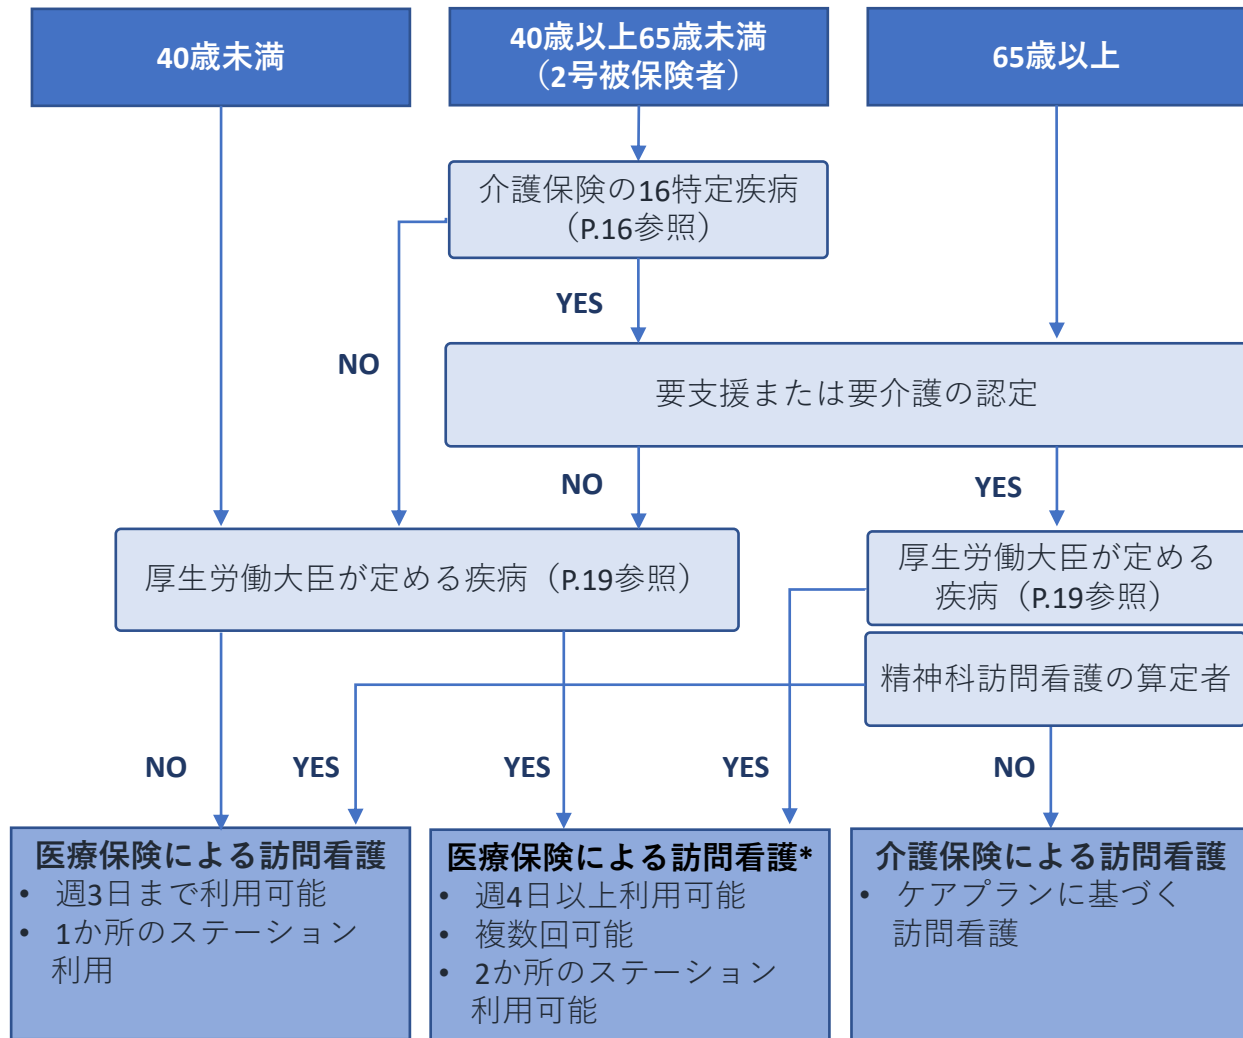 40歳未満
40歳以上65歳未満
（2号被保険者）
65歳以上
介護保険の16特定疾病
（P.16参照）
YES
NO
要支援または要介護の認定
NO
YES
厚生労働大臣が定める疾病（P.19参照）
厚生労働大臣が定める
疾病（P.19参照）
精神科訪問看護の算定者
NO
YES
YES
YES
NO
医療保険による訪問看護
• 週3日まで利用可能
• 1か所のステーション
利用
医療保険による訪問看護*
• 週4日以上利用可能
• 複数回可能
• 2か所のステーション
利用可能
介護保険による訪問看護
• ケアプランに基づく
訪問看護